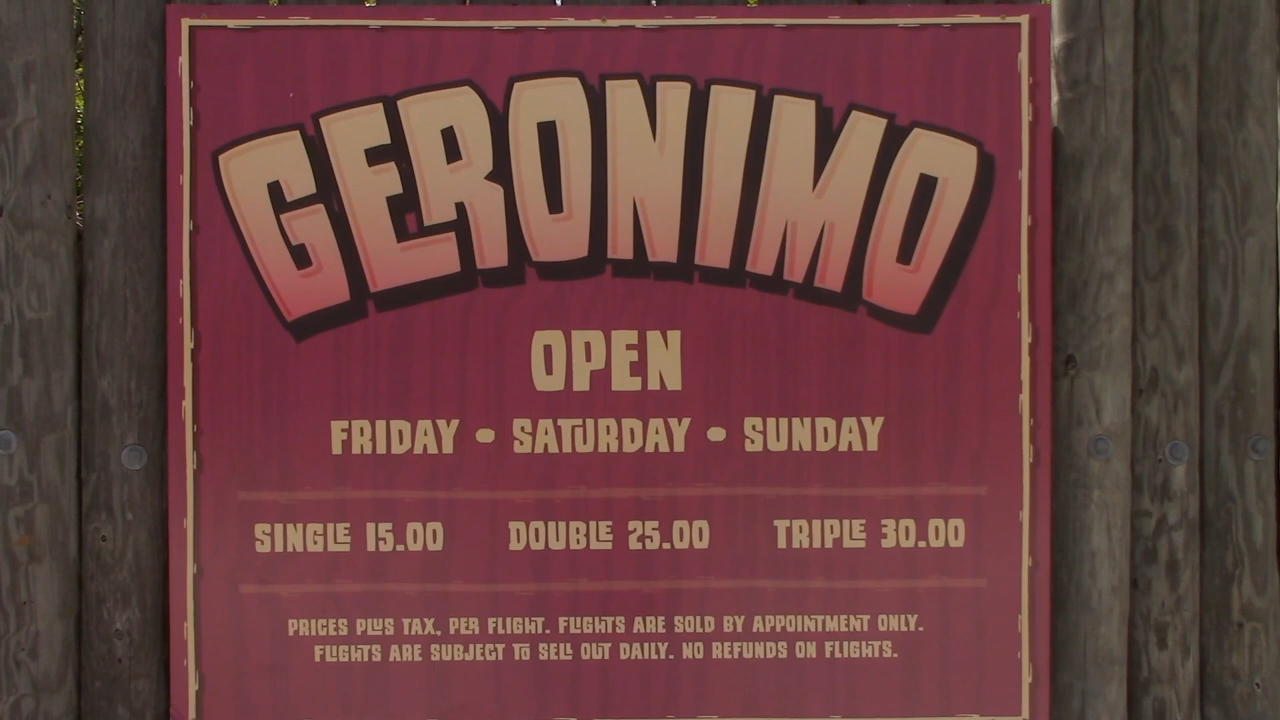 GERONIMO
OPEN
FRIDAY • SATURDAY • SUNDAY
SINGLE 15.00 DOUBLE 25.00 TRIPLE 30.00
PRICES PLUS TAX, PER FLIGHT. FLIGHTS ARE SOLD BY APPOINTMENT ONLY.
FLIGHTS ARE SUBJECT TO SELL OUT DAILY. NO REFUNDS ON FLIGHTS.